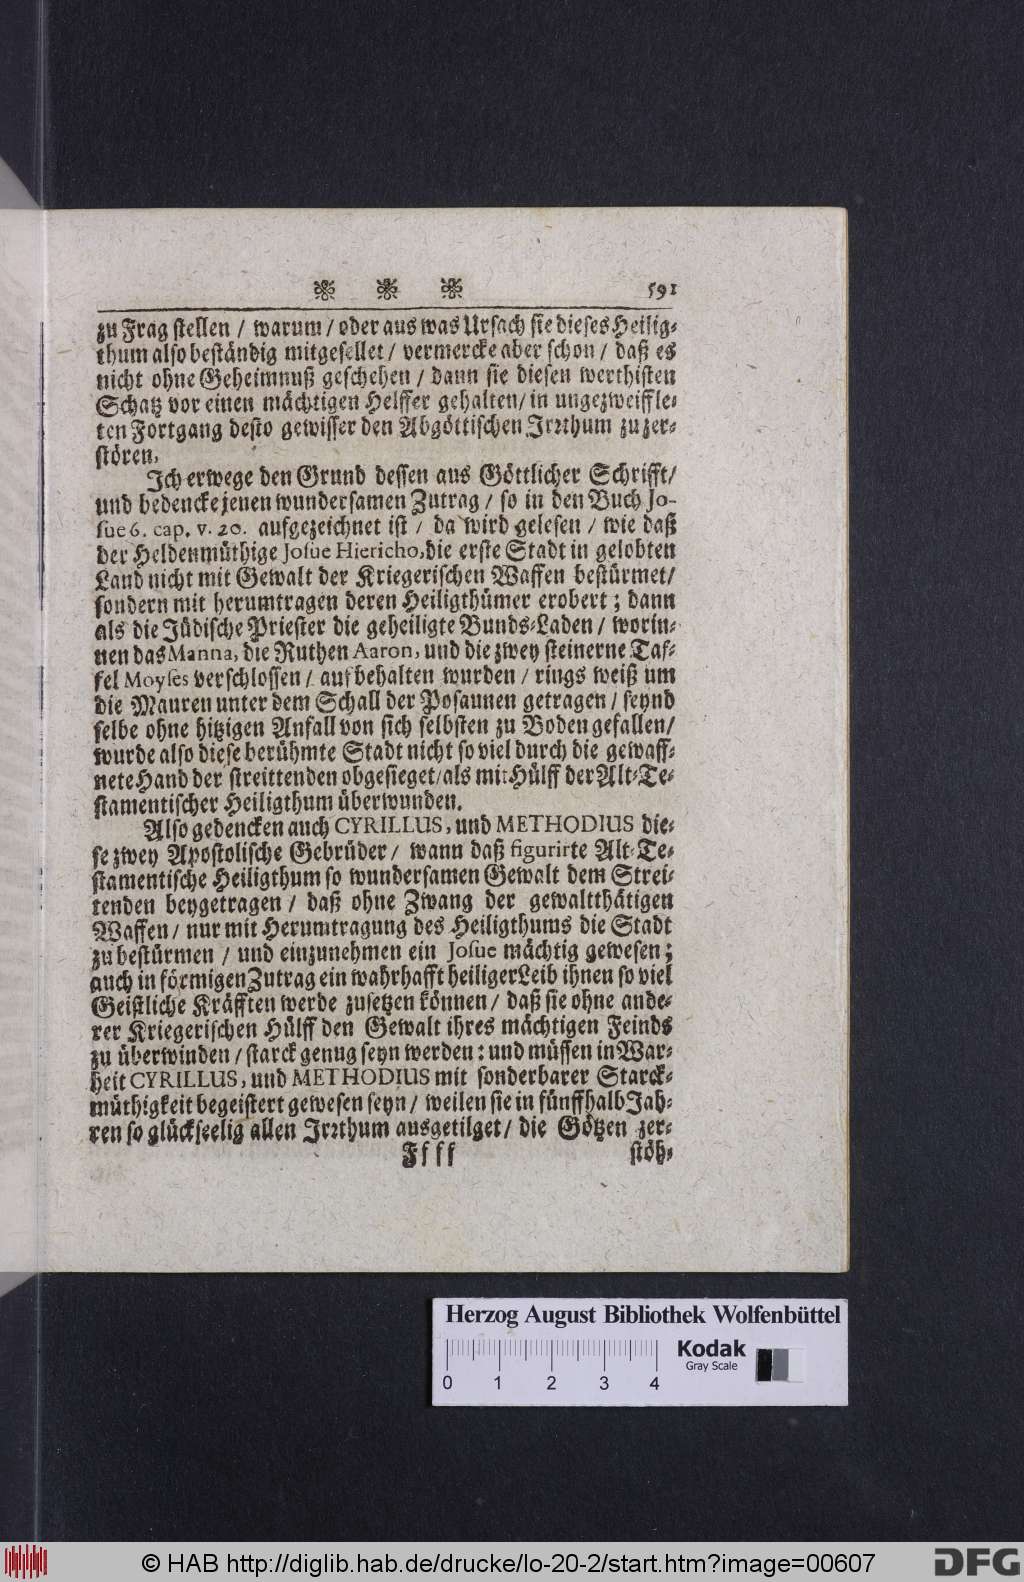 591
zu Frag stellen / warum / oder aus was Ursach sie dieses Heilig-
thum also beständig mitgesellet / vermercke aber schon / daß es
nicht ohne Geheimnuß geschehen / dann sie diesen werthisten
Schatz vor einen mächtigen Helffer gehalten / in ungezweiffle-
ten Fortgang desto gewisser den Abgöttischen Irꝛthum zu zer-
stören.
Ich erwege den Grund dessen aus Göttlicher Schrifft /
und bedencke jenen wundersamen Zutrag / so in den Buch Jo-
sue 6. cap. v. 20. aufgezeichnet ist / da wird gelesen / wie daß
der Heldenmüthige Josue Hiericho, die erste Stadt in gelobten
Land nicht mit Gewalt der Kriegerischen Waffen bestürmet /
sondern mit herumtragen deren Heiligthümer erobert ; dann
als die Jüdische Priester die geheiligte Bunds-Laden / worin-
nen das Manna, die Ruthen Aaron, und die zwey steinerne Taf-
fel Moyses verschlossen / aufbehalten wurden / rings weiß um
die Mauren unter dem Schall der Posaunen getragen / seynd
selbe ohne hitzigen Anfall von sich selbsten zu Boden gefallen /
wurde also diese berühmte Stadt nicht so viel durch die gewaff-
nete Hand der streittenden obgesieget / als mit Hülff der Alt-Te-
stamentischer Heiligthum überwunden.
Also gedencken auch CYRILLUS, und METHODIUS die-
se zwey Apostolische Gebrüder / wann daß figurirte Alt-Te-
stamentische Heiligthum so wundersamen Gewalt dem Strei-
tenden beygetragen / daß ohne Zwang der gewaltthätigen
Waffen / nur mit Herumtragung des Heiligthums die Stadt
zu bestürmen / und einzunehmen ein Josue mächtig gewesen ;
auch in förmigen Zutrag ein wahrhafft heiliger Leib ihnen so viel
Geistliche Kräfften werde zusetzen können / daß sie ohne ande-
rer Kriegerischen Hülff den Gewalt ihres mächtigen Feinds
zu überwinden / starck genug seyn werden : und müssen in War-
heit CYRILLUS, und METHODIUS mit sonderbarer Starck-
müthigkeit begeistert gewesen seyn / weilen sie in fünffhalb Jah-
ren so glückseelig allen Irꝛthum ausgetilget / die Götzen zer-
Ffff stöh-
Herzog August Bibliothek Wolfenbüttel
Kodak
Gray Scale
0 1 2 3 4
© HAB http://diglib.hab.de/drucke/lo-20-2/start.htm?image=00607
DFG